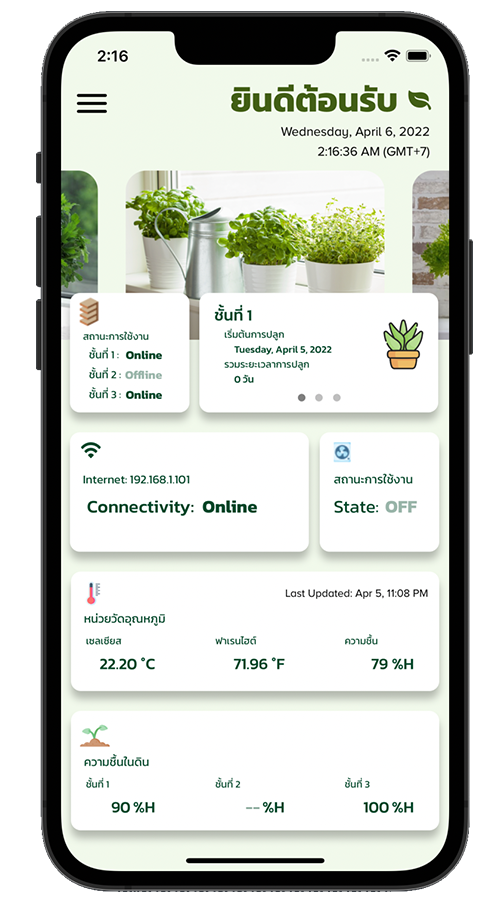 2:16
ยินดีต้อนรับ
Wednesday, April 6, 2022
2:16:36 AM (GMT+7)
สถานะการใช้งาน
ชั้นที่ 1 : Online
ชั้นที่ 2 : Offline
ชั้นที่ 3 : Online
ชั้นที่ 1
เริ่มต้นการปลูก
Tuesday, April 5, 2022
รวมระยะเวลาการปลูก
0 วัน
Internet: 192.168.1.101
Connectivity: Online
สถานะการใช้งาน
State: OFF
Last Updated: Apr 5, 11:08 PM
หน่วยวัดอุณหภูมิ
เซลเซียส ฟาเรนไฮต์ ความชื้น
22.20 °C 71.96 °F 79 %H
ความชื้นในดิน
ชั้นที่ 1 ชั้นที่ 2 ชั้นที่ 3
90 %H -- %H 100 %H